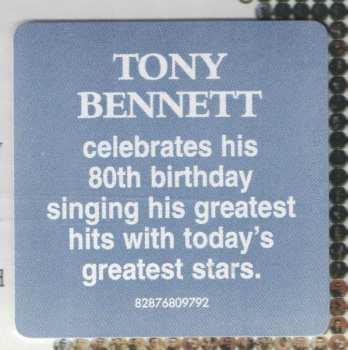 TONY
BENNETT
celebrates his
80th birthday
singing his greatest
hits with today's
greatest stars.
82876809792